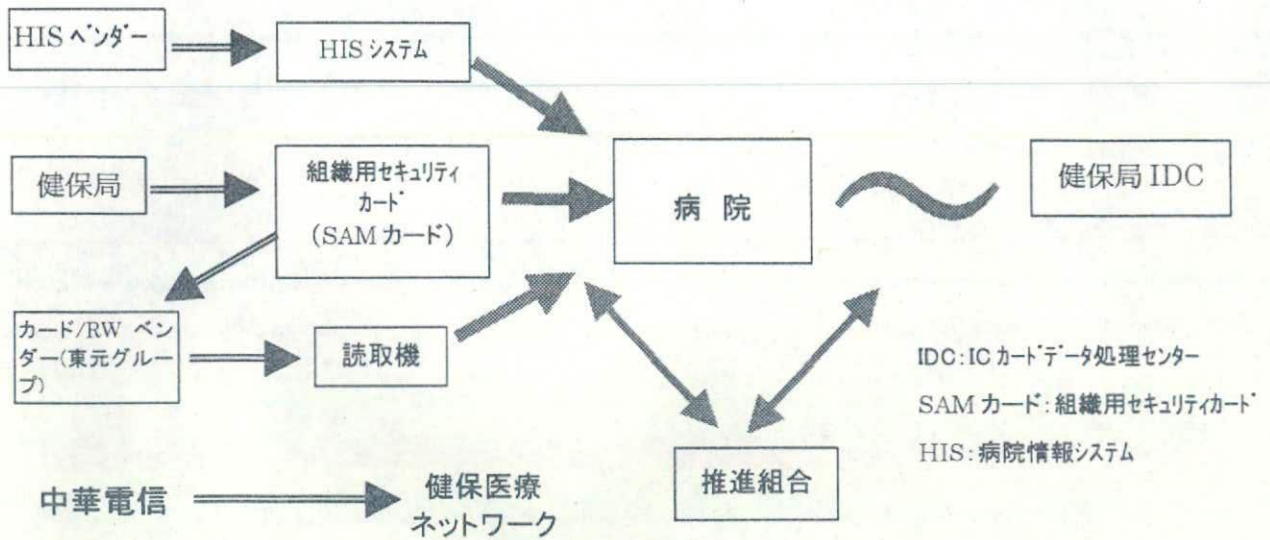 HIS ベンダー
HIS システム
健保局
組織用セキュリティ
カード
(SAM カード)
病 院
健保局 IDC
カード/RW ベン
ダー(東元グルー
プ)
読取機
IDC:IC カードデータ処理センター
SAM カード:組織用セキュリティカード
HIS:病院情報システム
推進組合
中華電信
健保医療
ネットワーク